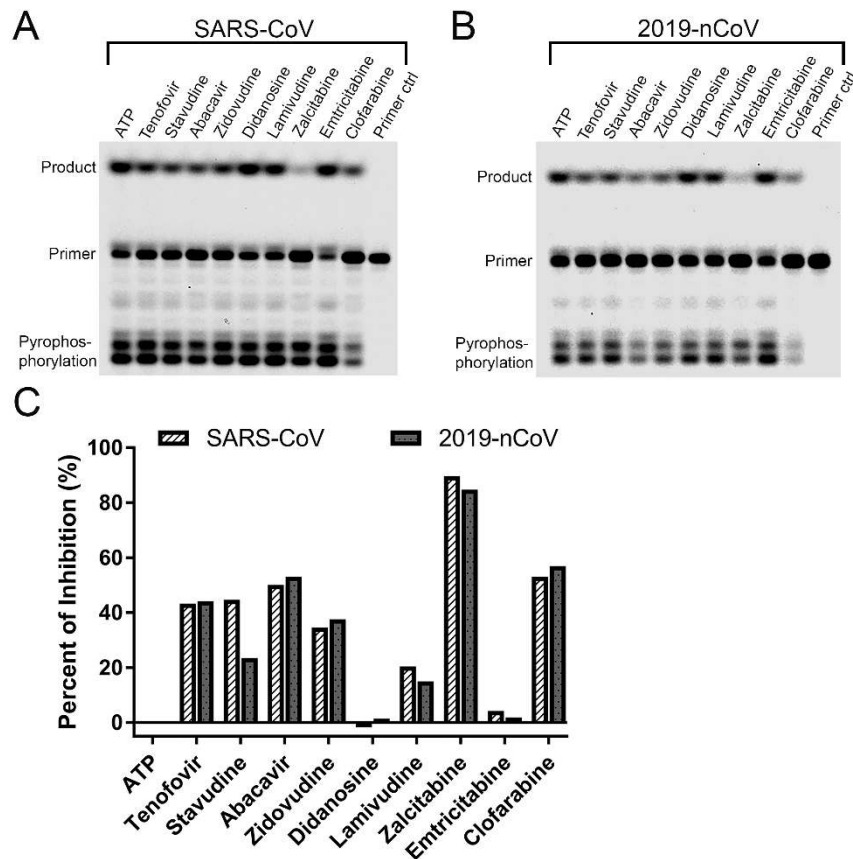 A
SARS-CoV
ATP
Tenofovir
Stavudine
Abacavir
Zidovudine
Didanosine
Lamivudine
Zalcitabine
Emtricitabine
Clofarabine
Primer ctrl
Product
Primer
Pyrophos-
phorylation
B
2019-nCoV
ATP
Tenofovir
Stavudine
Abacavir
Zidovudine
Didanosine
Lamivudine
Zalcitabine
Emtricitabine
Clofarabine
Primer ctrl
Product
Primer
Pyrophos-
phorylation
C
SARS-CoV
2019-nCoV
Percent of Inhibition (%)
100
80
60
40
20
0
ATP
Tenofovir
Stavudine
Abacavir
Zidovudine
Didanosine
Lamivudine
Zalcitabine
Emtricitabine
Clofarabine